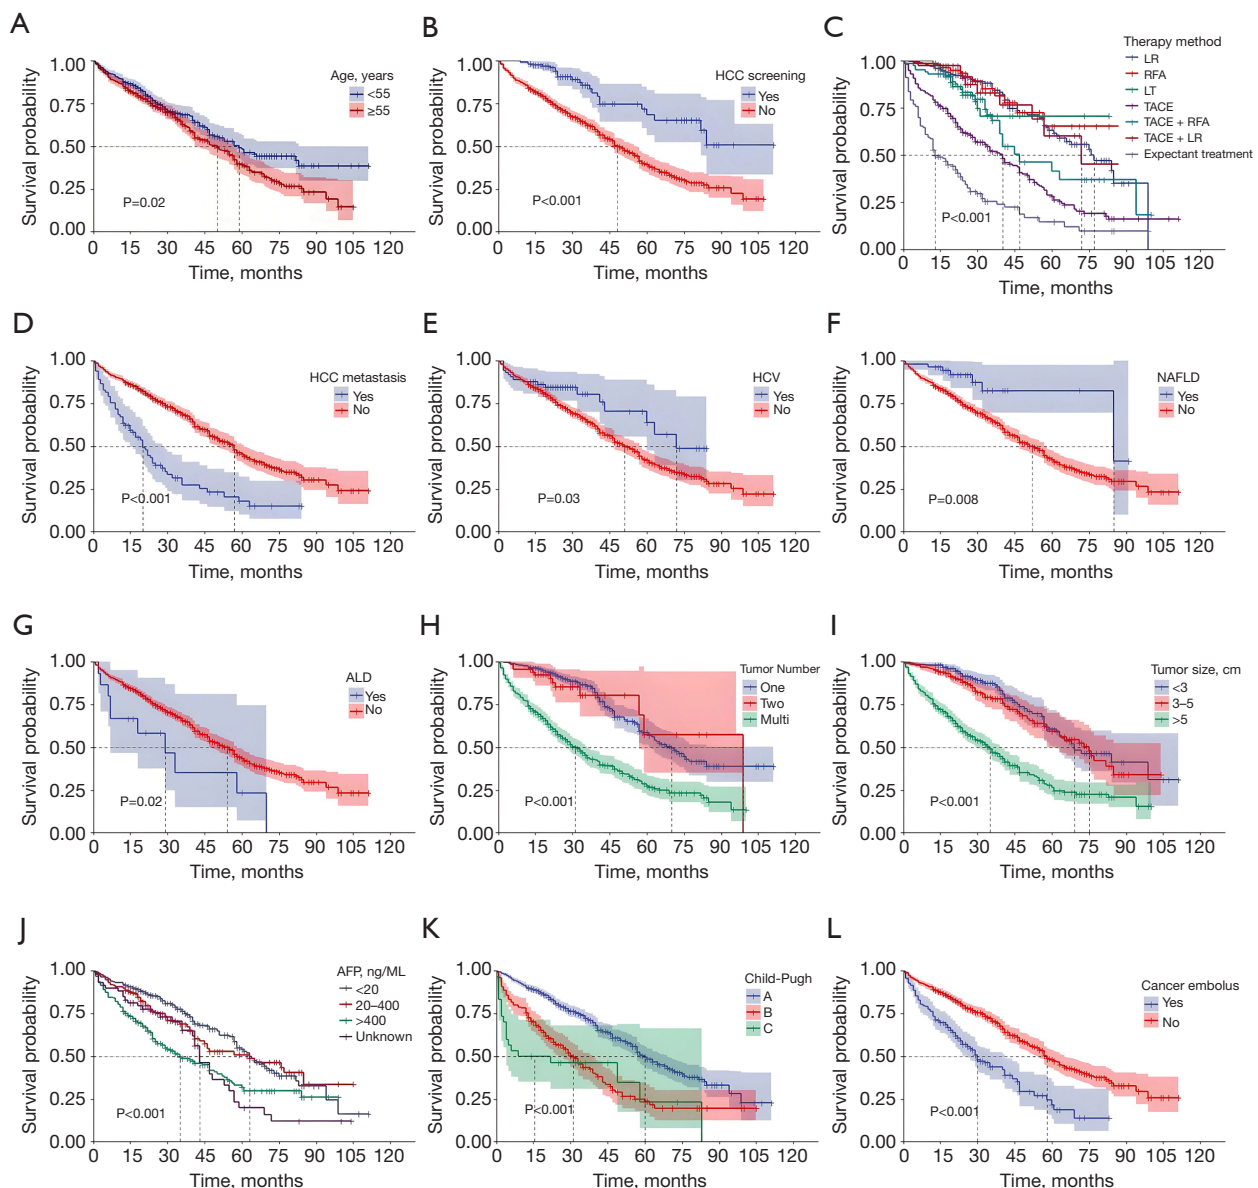 A
Survival probability
1.00
0.75
0.50
0.25
0.00
Age, years
<55
≥55
P=0.02
0 15 30 45 60 75 90 105 120
Time, months
B
Survival probability
1.00
0.75
0.50
0.25
0.00
HCC screening
Yes
No
P<0.001
0 15 30 45 60 75 90 105 120
Time, months
C
Survival probability
1.00
0.75
0.50
0.25
0.00
Therapy method
LR
RFA
LT
TACE
TACE + RFA
TACE + LR
Expectant treatment
P<0.001
0 15 30 45 60 75 90 105 120
Time, months
D
Survival probability
1.00
0.75
0.50
0.25
0.00
HCC metastasis
Yes
No
P<0.001
0 15 30 45 60 75 90 105 120
Time, months
E
Survival probability
1.00
0.75
0.50
0.25
0.00
HCV
Yes
No
P=0.03
0 15 30 45 60 75 90 105 120
Time, months
F
Survival probability
1.00
0.75
0.50
0.25
0.00
NAFLD
Yes
No
P=0.008
0 15 30 45 60 75 90 105 120
Time, months
G
Survival probability
1.00
0.75
0.50
0.25
0.00
ALD
Yes
No
P=0.02
0 15 30 45 60 75 90 105 120
Time, months
H
Survival probability
1.00
0.75
0.50
0.25
0.00
Tumor Number
One
Two
Multi
P<0.001
0 15 30 45 60 75 90 105 120
Time, months
I
Survival probability
1.00
0.75
0.50
0.25
0.00
Tumor size, cm
<3
3–5
>5
P<0.001
0 15 30 45 60 75 90 105 120
Time, months
J
Survival probability
1.00
0.75
0.50
0.25
0.00
AFP, ng/ML
<20
20–400
>400
Unknown
P<0.001
0 15 30 45 60 75 90 105 120
Time, months
K
Survival probability
1.00
0.75
0.50
0.25
0.00
Child-Pugh
A
B
C
P<0.001
0 15 30 45 60 75 90 105 120
Time, months
L
Survival probability
1.00
0.75
0.50
0.25
0.00
Cancer embolus
Yes
No
P<0.001
0 15 30 45 60 75 90 105 120
Time, months